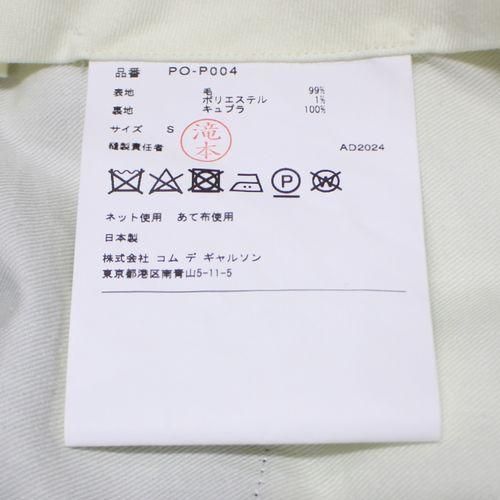 品番 PO-P004
表地 毛 99%
ポリエステル 1%
裏地 キュプラ 100%
サイズ S
滝本
縫製責任者 AD2024
P W
ネット使用 あて布使用
日本製
株式会社 コム デ ギャルソン
東京都港区南青山5-11-5